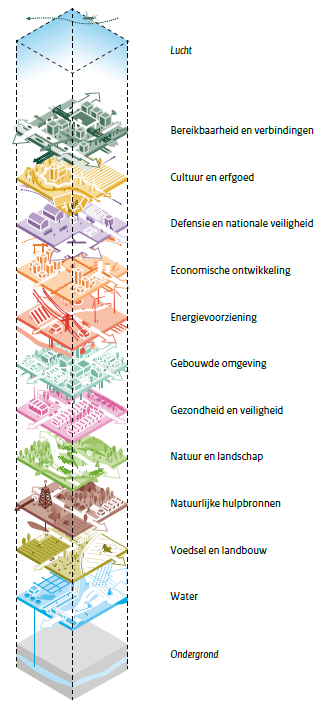 Lucht
Bereikbaarheid en verbindingen
Cultuur en erfgoed
Defensie en nationale veiligheid
Economische ontwikkeling
Energievoorziening
Gebouwde omgeving
Gezondheid en veiligheid
Natuur en landschap
Natuurlijke hulpbronnen
Voedsel en landbouw
Water
Ondergrond